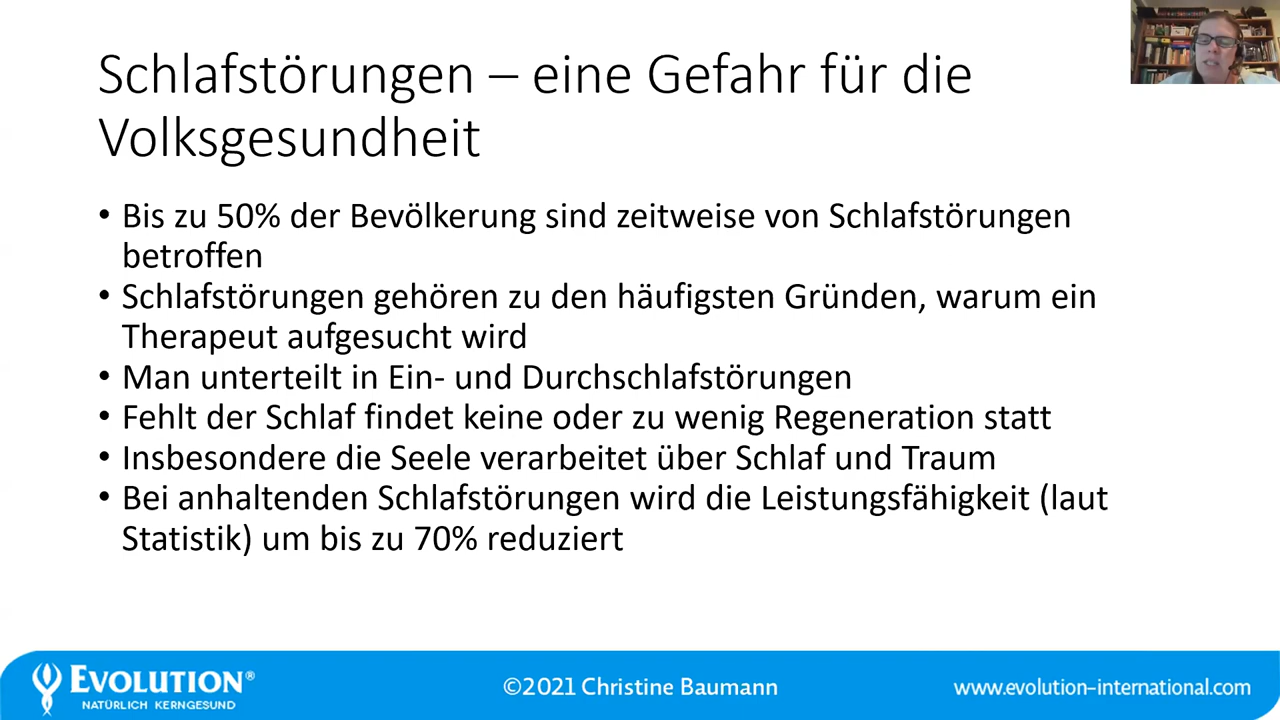 Schlafstörungen – eine Gefahr für die
Volksgesundheit
• Bis zu 50% der Bevölkerung sind zeitweise von Schlafstörungen
betroffen
• Schlafstörungen gehören zu den häufigsten Gründen, warum ein
Therapeut aufgesucht wird
• Man unterteilt in Ein- und Durchschlafstörungen
• Fehlt der Schlaf findet keine oder zu wenig Regeneration statt
• Insbesondere die Seele verarbeitet über Schlaf und Traum
• Bei anhaltenden Schlafstörungen wird die Leistungsfähigkeit (laut
Statistik) um bis zu 70% reduziert
EVOLUTION®
NATÜRLICH KERNGESUND
©2021 Christine Baumann
www.evolution-international.com